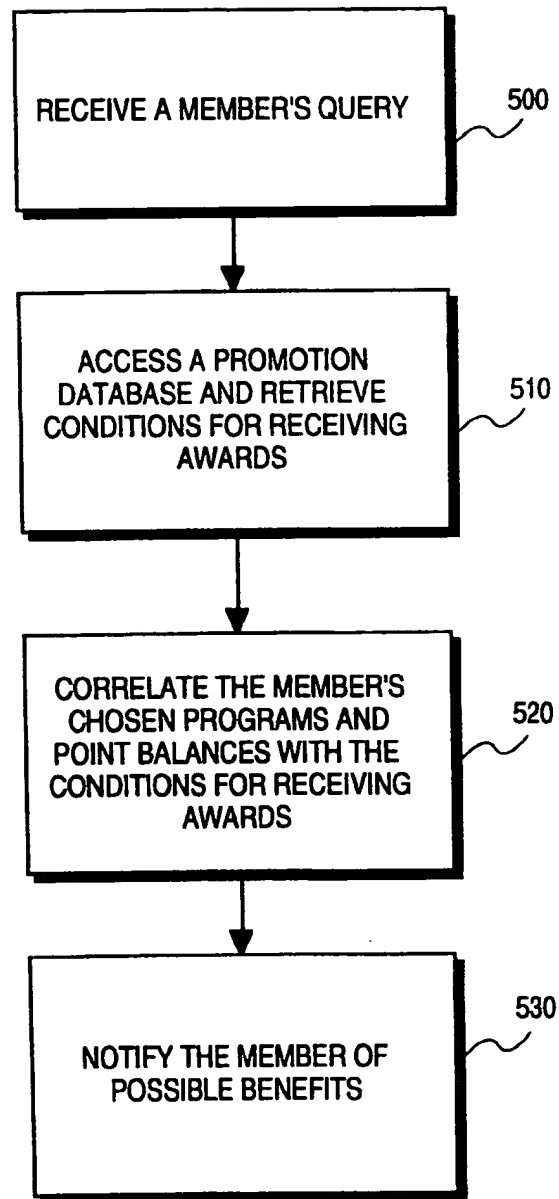 RECEIVE A MEMBER'S QUERY
500
ACCESS A PROMOTION
DATABASE AND RETRIEVE
CONDITIONS FOR RECEIVING
AWARDS
510
CORRELATE THE MEMBER'S
CHOSEN PROGRAMS AND
POINT BALANCES WITH THE
CONDITIONS FOR RECEIVING
AWARDS
520
NOTIFY THE MEMBER OF
POSSIBLE BENEFITS
530